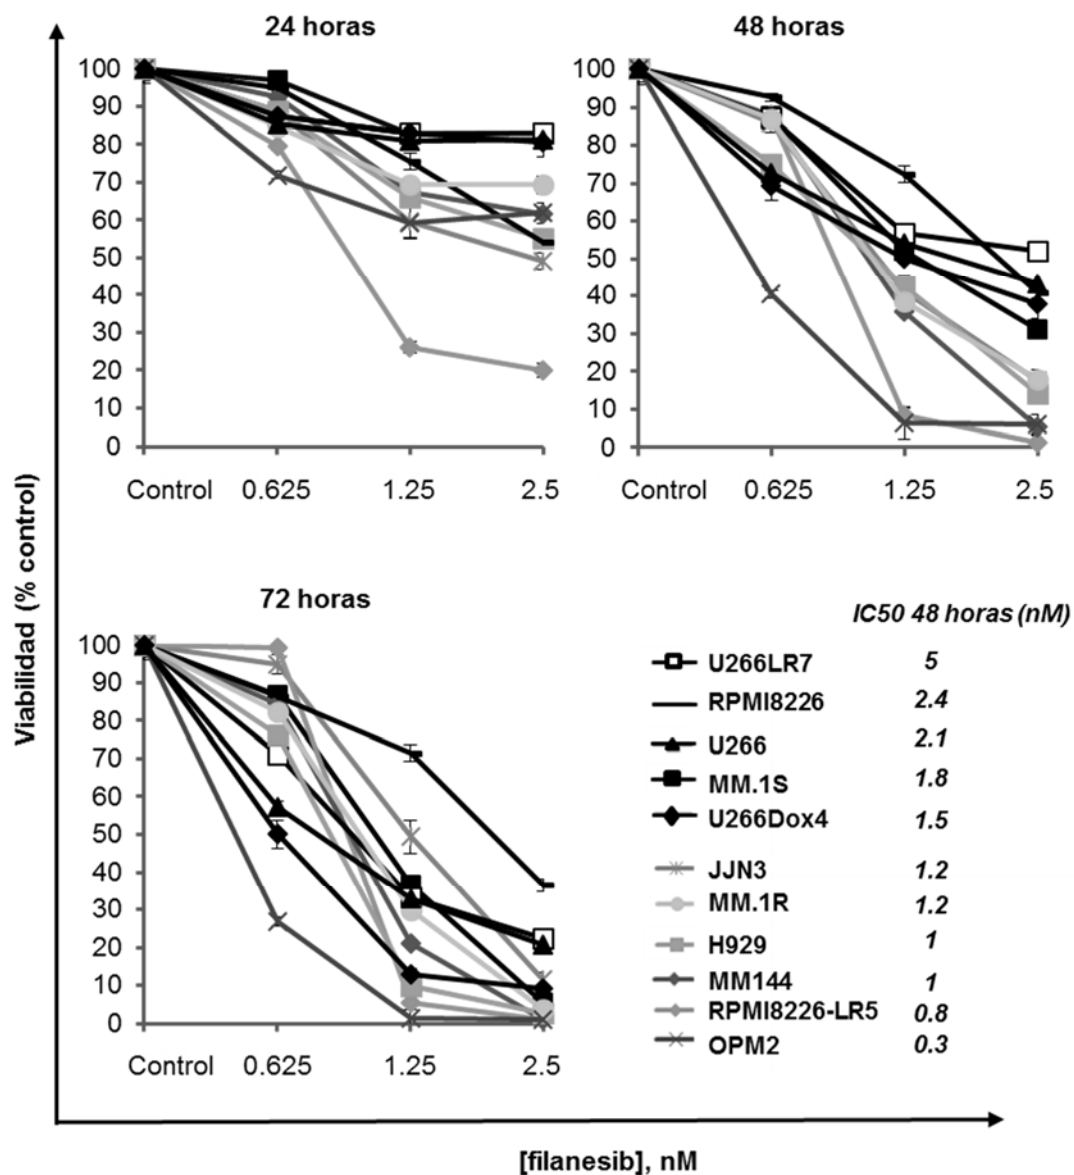 24 horas
48 horas
100
90
80
70
60
50
40
30
20
10
0
Control 0.625 1.25 2.5
100
90
80
70
60
50
40
30
20
10
0
Control 0.625 1.25 2.5
Viabilidad (% control)
72 horas
100
90
80
70
60
50
40
30
20
10
0
Control 0.625 1.25 2.5
IC50 48 horas (nM)
U266LR7 5
RPMI8226 2.4
U266 2.1
MM.1S 1.8
U266Dox4 1.5
JJN3 1.2
MM.1R 1.2
H929 1
MM144 1
RPMI8226-LR5 0.8
OPM2 0.3
[filanesib], nM